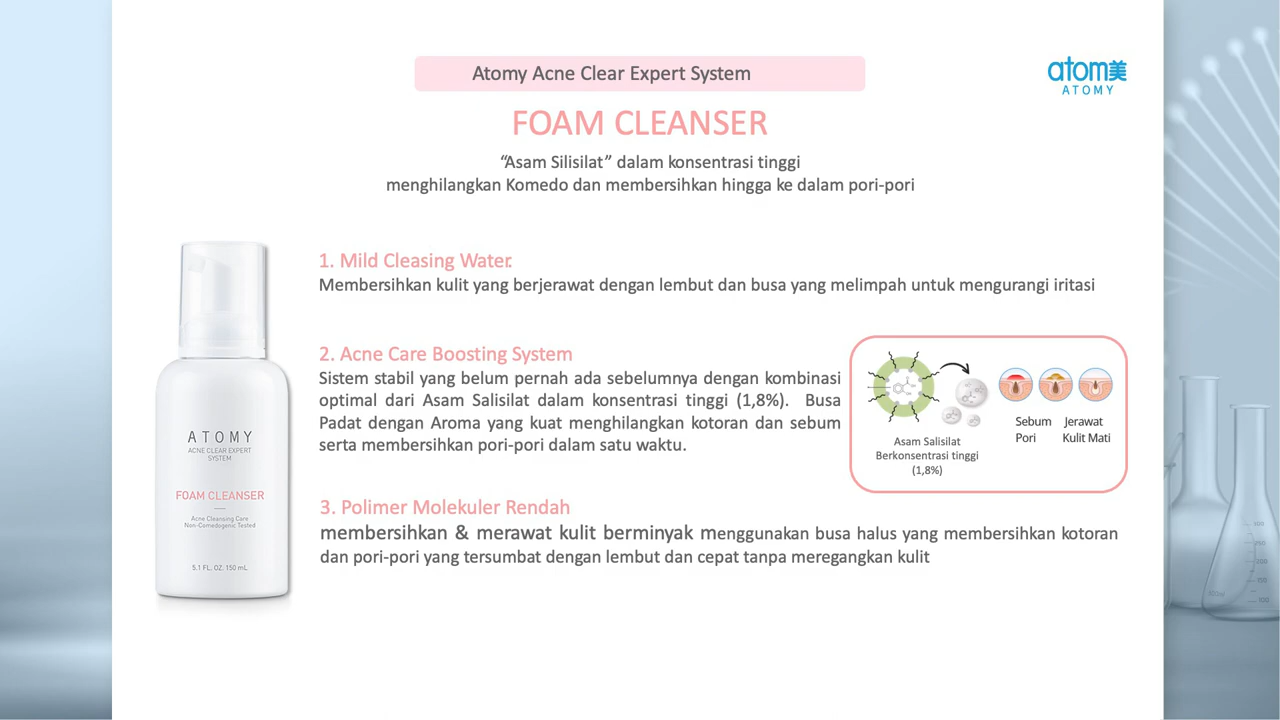 Atomy Acne Clear Expert System
atom美
ATOMY
FOAM CLEANSER
“Asam Silisilat” dalam konsentrasi tinggi
menghilangkan Komedo dan membersihkan hingga ke dalam pori-pori
1. Mild Cleasing Water.
Membersihkan kulit yang berjerawat dengan lembut dan busa yang melimpah untuk mengurangi iritasi
2. Acne Care Boosting System
Sistem stabil yang belum pernah ada sebelumnya dengan kombinasi
optimal dari Asam Salisilat dalam konsentrasi tinggi (1,8%). Busa
Padat dengan Aroma yang kuat menghilangkan kotoran dan sebum
serta membersihkan pori-pori dalam satu waktu.
Asam Salisilat
Berkonsentrasi tinggi
(1,8%)
Sebum Jerawat
Pori Kulit Mati
3. Polimer Molekuler Rendah
membersihkan & merawat kulit berminyak menggunakan busa halus yang membersihkan kotoran
dan pori-pori yang tersumbat dengan lembut dan cepat tanpa meregangkan kulit
ATOMY
ACNE CLEAR EXPERT
SYSTEM
FOAM CLEANSER
Acne Cleansing Care
Non-Comedogenic Tested
5.1 FL. OZ. 150 mL